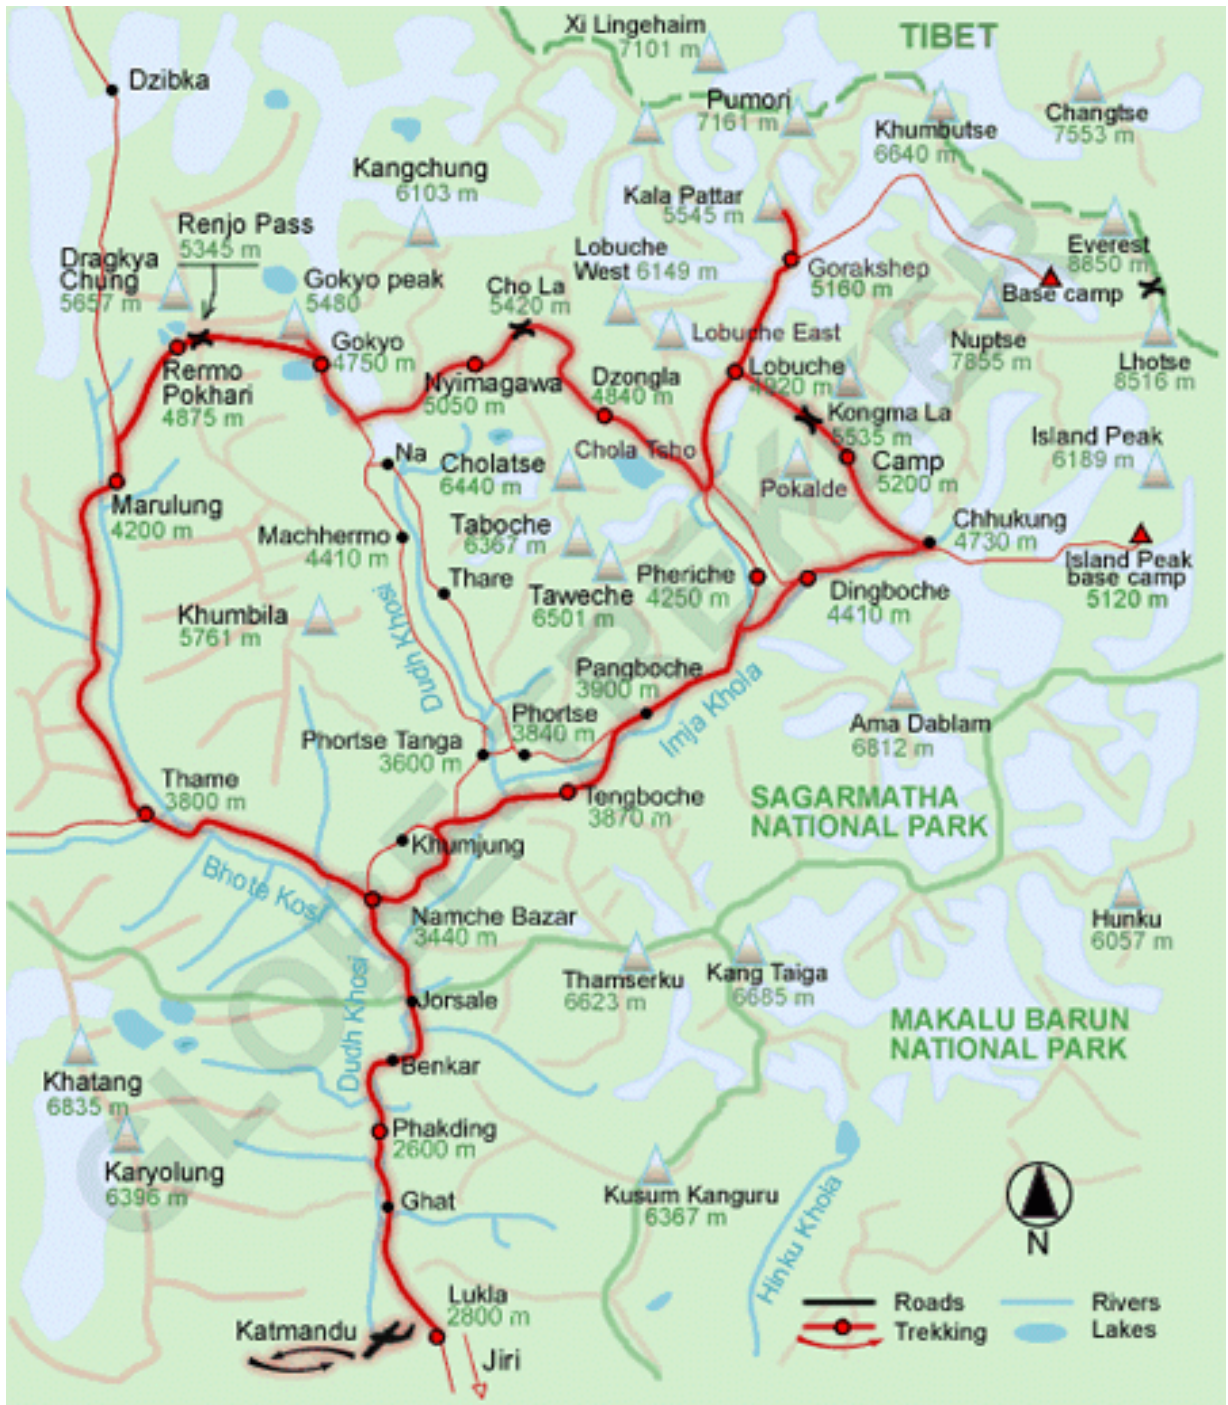 Xi Lingehaim
7101 m
TIBET
Dzibka
Pumori
7161 m
Khumbutse
6640 m
Changtse
7553 m
Kangchung
6103 m
Kala Pattar
5545 m
Renjo Pass
5345 m
Dragkya
Chung
5657 m
Gokyo peak
5480
Cho La
5420 m
Lobuche
West 6149 m
Gorakshep
5160 m
Everest
8850 m
Base camp
Nuptse
7855 m
Lhotse
8516 m
Lobuche East
Gokyo
4750 m
Rermo
Pokhari
4875 m
Nyimagawa
5050 m
Dzongla
4840 m
Lobuche
4920 m
Kongma La
5535 m
Chola Tsho
Camp
5200 m
Pokalde
Island Peak
6189 m
Na
Cholatse
6440 m
Marulung
4200 m
Machhermo
4410 m
Taboche
6367 m
Chhukung
4730 m
Island Peak
base camp
5120 m
Thare
Taweche
6501 m
Pheriche
4250 m
Dingboche
4410 m
Khumbila
5761 m
Dudh Khosi
Pangboche
3900 m
Imja Khola
Ama Dablam
6812 m
Phortse
3840 m
Phortse Tanga
3600 m
Thame
3800 m
Tengboche
3870 m
SAGARMATHA
NATIONAL PARK
Khumjung
Bhote Kosi
Namche Bazar
3440 m
Hunku
6057 m
Thamserku
6623 m
Kang Taiga
6685 m
Dudh Khosi
Jorsale
MAKALU BARUN
NATIONAL PARK
Khatang
6835 m
Benkar
Phakding
2600 m
Karyolung
6396 m
Ghat
Kusum Kanguru
6367 m
Hinku Khola
N
Lukla
2800 m
Katmandu
Jiri
Roads
Rivers
Trekking
Lakes
GLOBE TREKKER